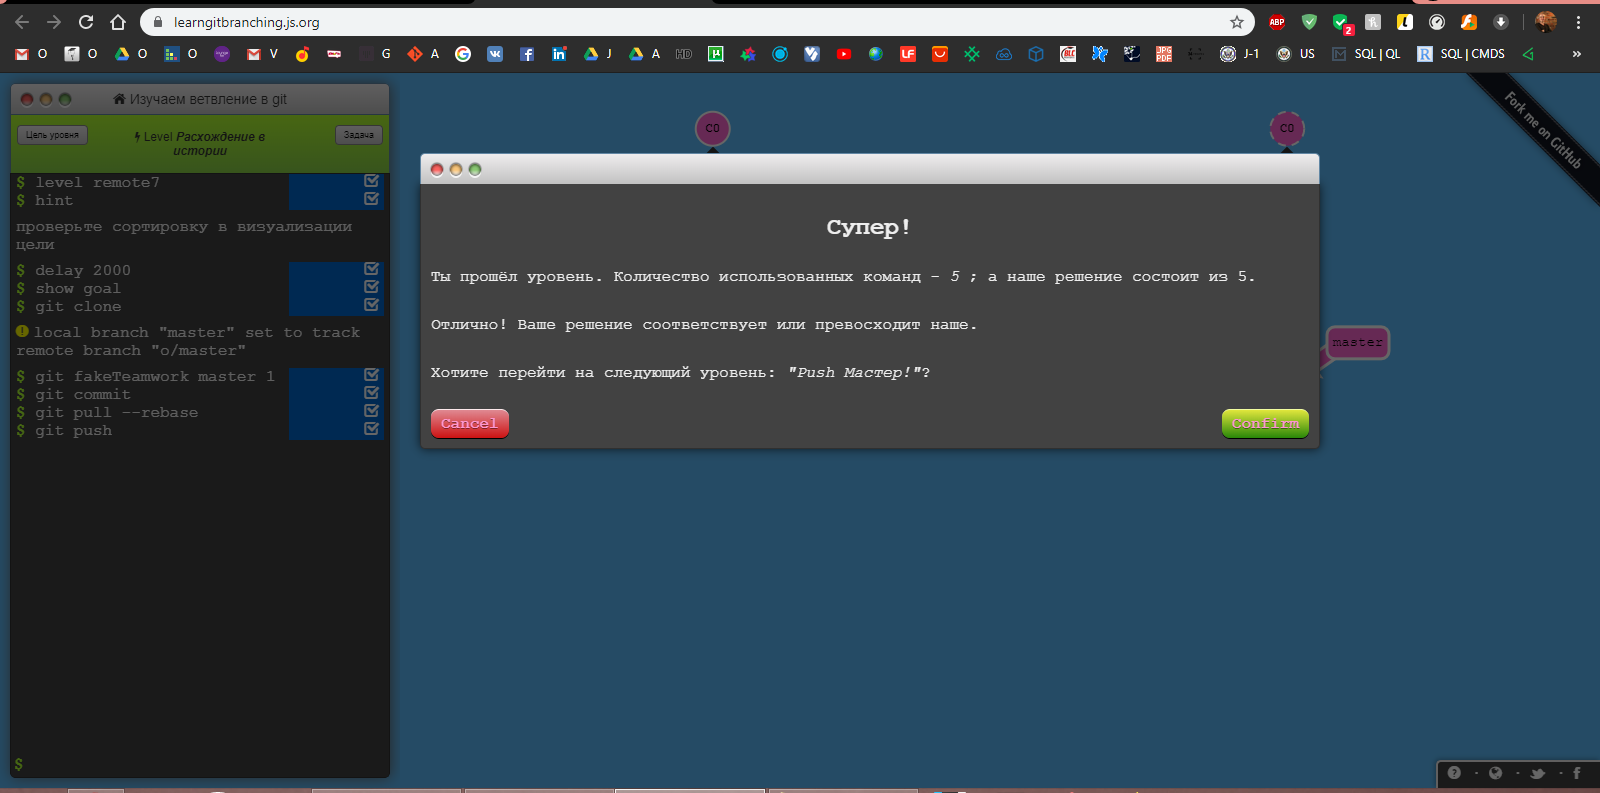 learngitbranching.js.org
ABP
2
O
O
O
O
V
G
A
J
A
HD
J-1
US
SQL | QL
SQL | CMDS
»
Изучаем ветвление в git
Цель уровня
Level Расхождение в
истории
Задача
$ level remote7
$ hint
проверьте сортировку в визуализации
цели
$ delay 2000
$ show goal
$ git clone
local branch "master" set to track
remote branch "o/master"
$ git fakeTeamwork master 1
$ git commit
$ git pull --rebase
$ git push
$
C0
C0
Fork me on GitHub
master
Супер!
Ты прошёл уровень. Количество использованных команд – 5 ; а наше решение состоит из 5.
Отлично! Ваше решение соответствует или превосходит наше.
Хотите перейти на следующий уровень: "Push Мастер!"?
Cancel
Confirm